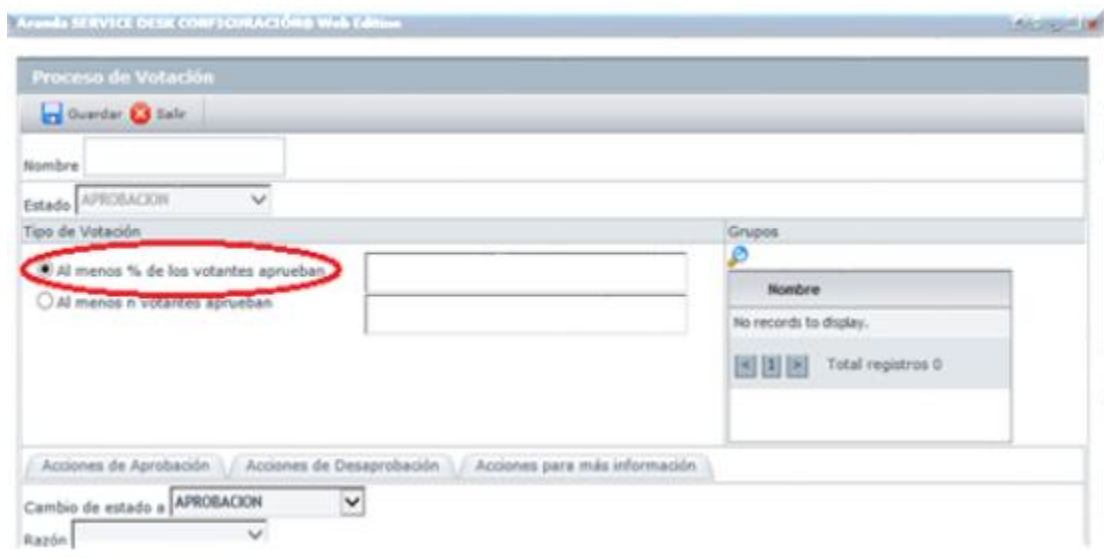 Aranda SERVICE DESK CONFIGURACIÓN® Web Edition
Proceso de Votación
Guardar Salir
Nombre
Estado APROBACION
Tipo de Votación
Grupos
Al menos % de los votantes aprueban
Al menos n votantes aprueban
Nombre
No records to display.
< 1 > Total registros 0
Acciones de Aprobación Acciones de Desaprobación Acciones para más información
Cambio de estado a APROBACION
Razón